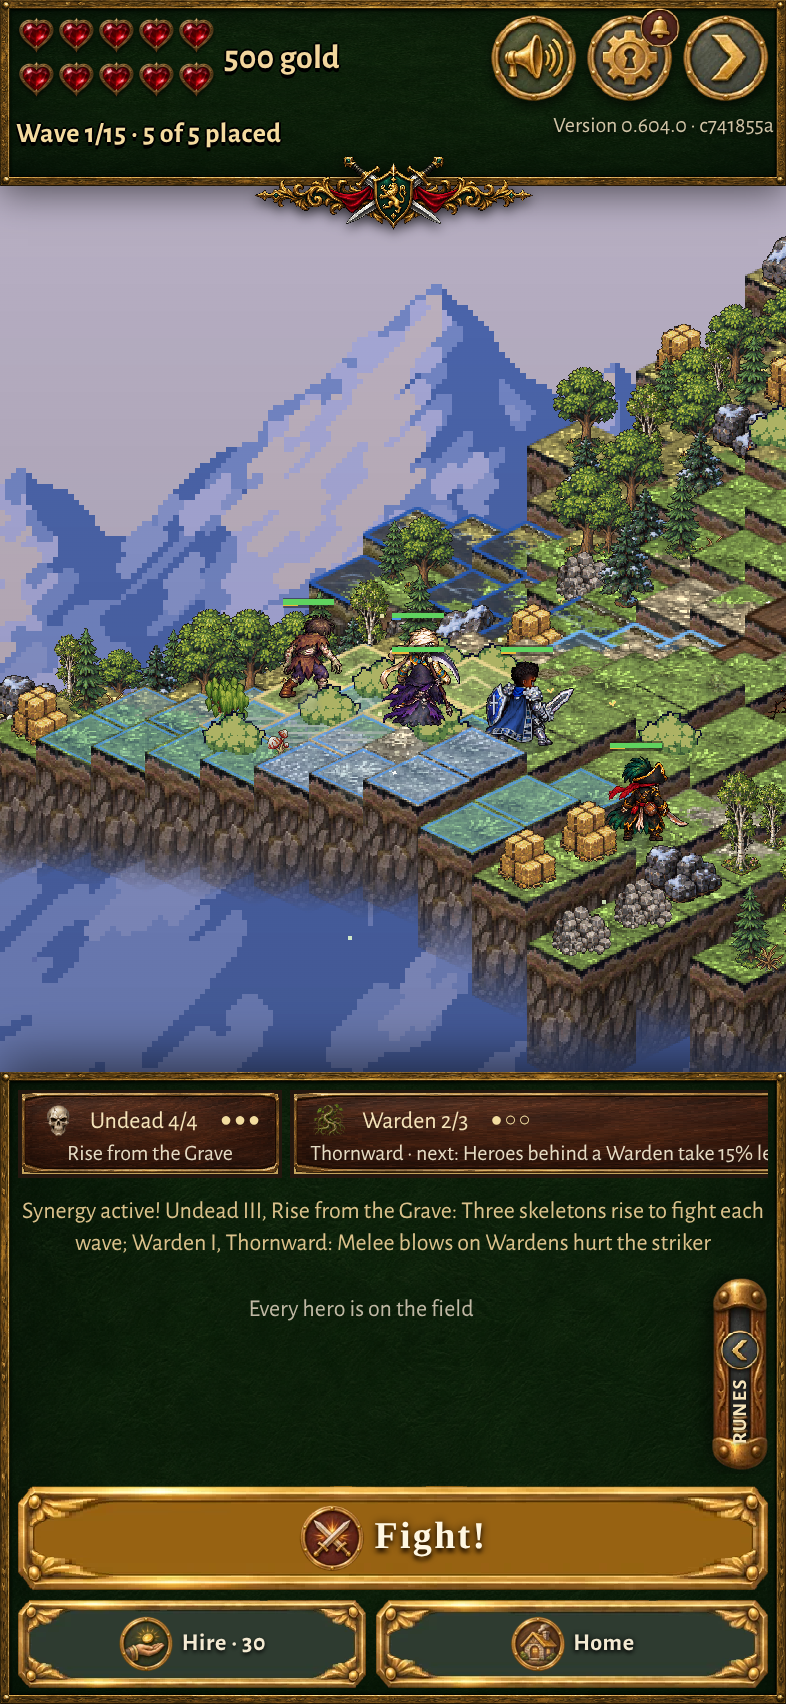 500 gold
Wave 1/15 · 5 of 5 placed
Version 0.604.0 · c741855a
Undead 4/4
Rise from the Grave
Warden 2/3
Thornward · next: Heroes behind a Warden take 15% le
Synergy active! Undead III, Rise from the Grave: Three skeletons rise to fight each
wave; Warden I, Thornward: Melee blows on Wardens hurt the striker
Every hero is on the field
RUNES
Fight!
Hire · 30
Home